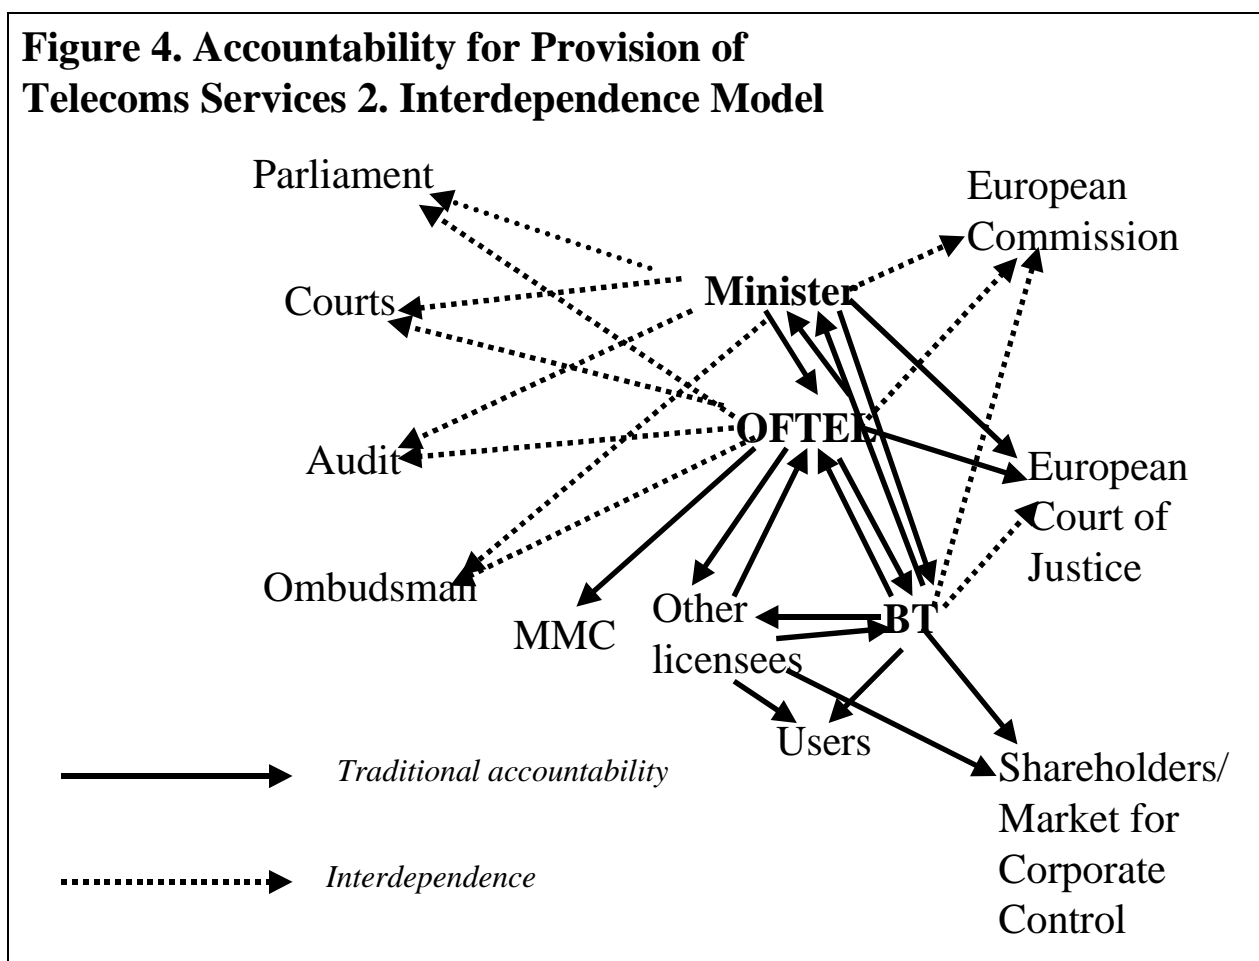 Figure 4. Accountability for Provision of
Telecoms Services 2. Interdependence Model
Parliament
European
Commission
Minister
Courts
OFTEL
Audit
European
Court of
Justice
Ombudsman
MMC
Other
licensees
BT
Users
Traditional accountability
Shareholders/
Market for
Corporate
Control
Interdependence